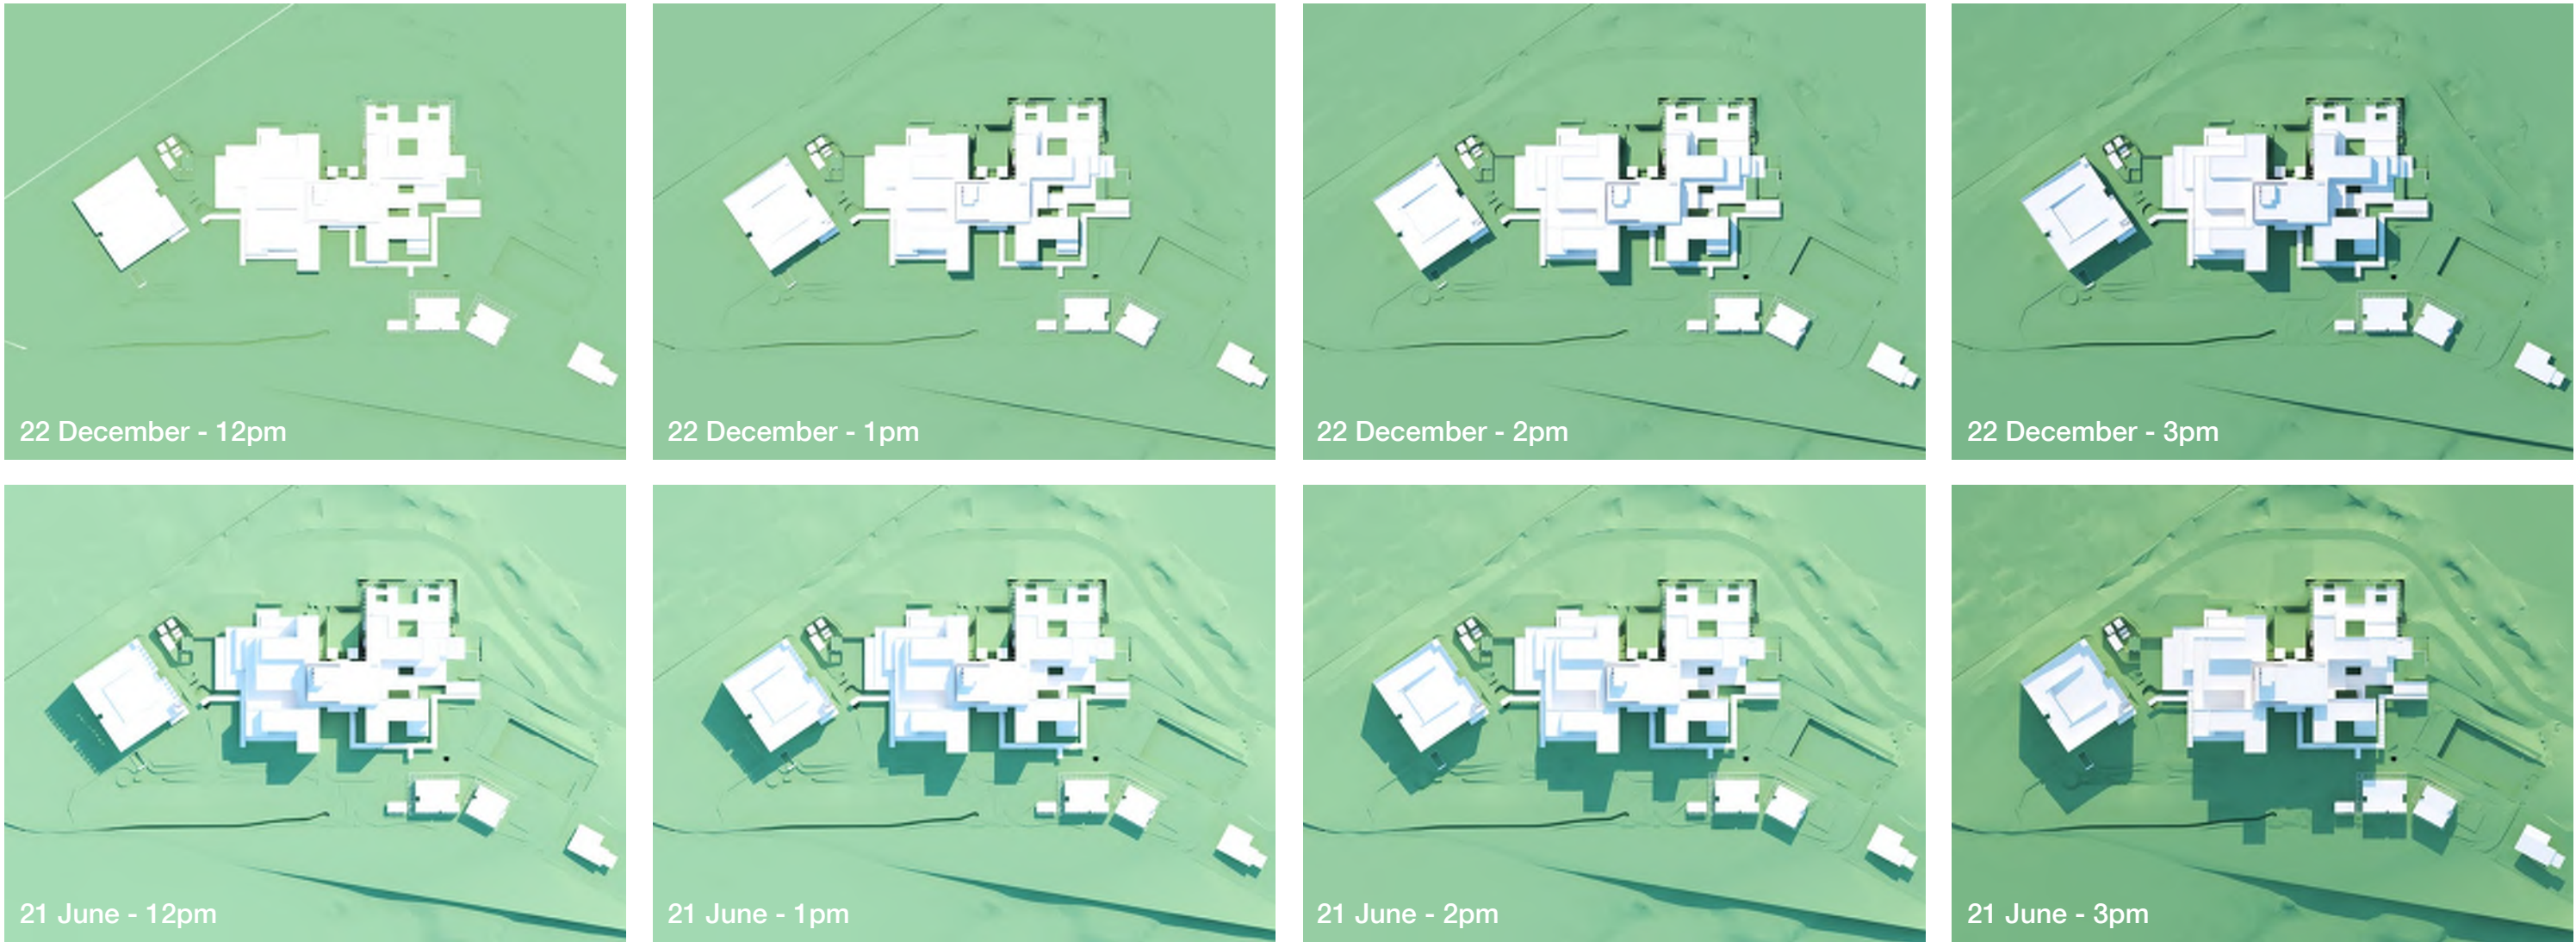 22 December - 12pm
22 December - 1pm
22 December - 2pm
22 December - 3pm
21 June - 12pm
21 June - 1pm
21 June - 2pm
21 June - 3pm